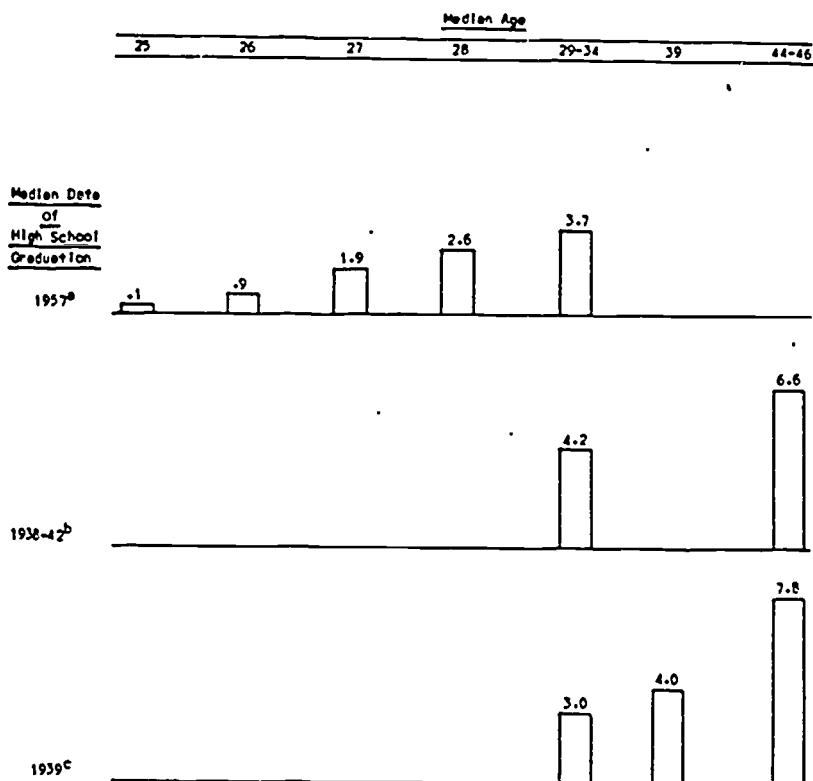 Median Age
25 26 27 28 29-34 39 44-46
Median Date
of
High School
Graduation
1957a
.1 .9 1.9 2.6 3.7
1938-42b
4.2 6.6
1939c
3.0 4.0 7.8